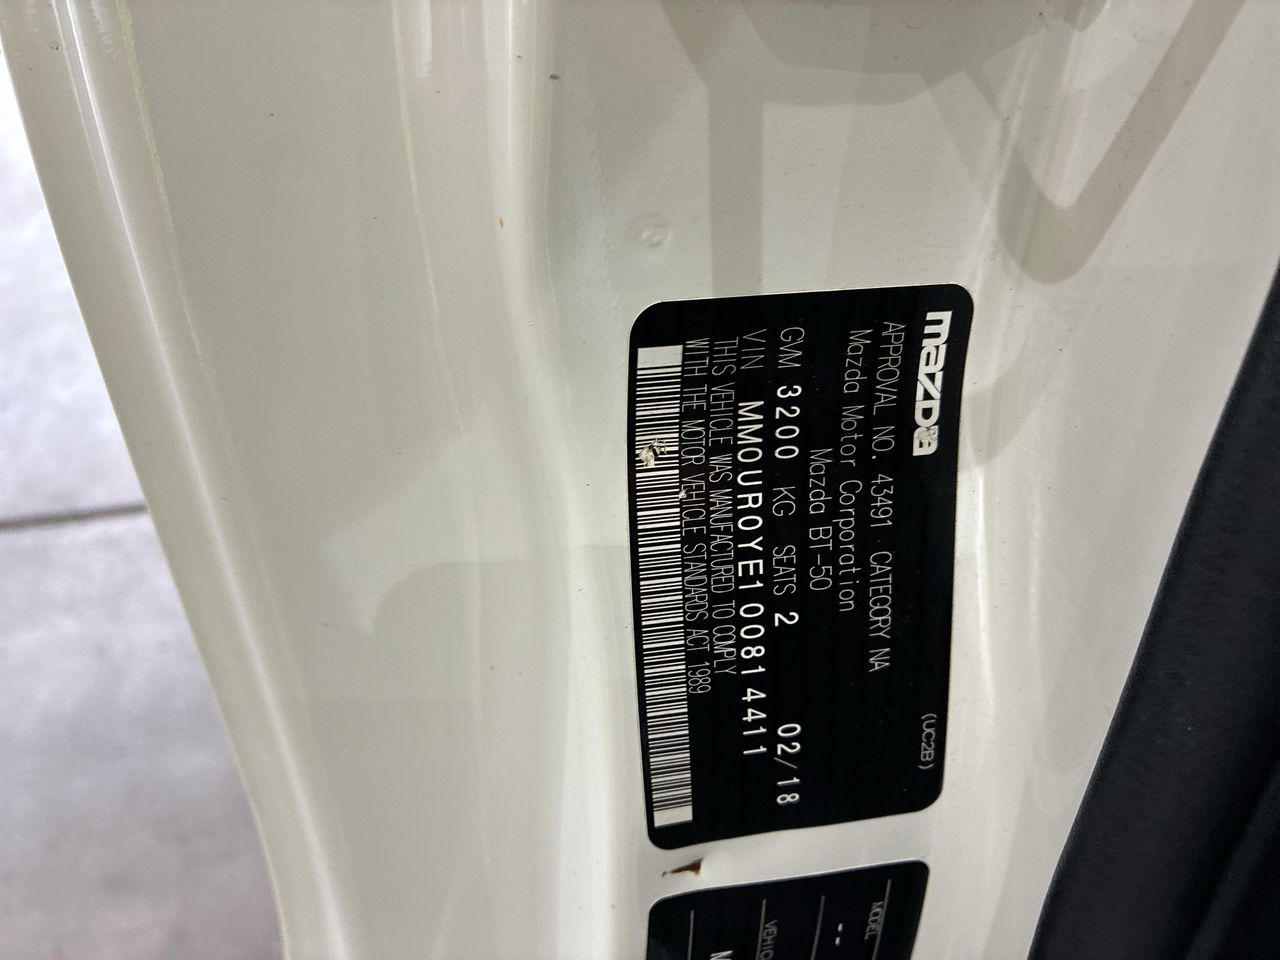 mazda
(UC2B)
APPROVAL NO. 43491 CATEGORY NA
Mazda Motor Corporation
Mazda BT-50
GVM 3200 KG SEATS 2 02/18
VIN MM0UR0YE100814411
THIS VEHICLE WAS MANUFACTURED TO COMPLY
WITH THE MOTOR VEHICLE STANDARDS ACT 1989
MODEL